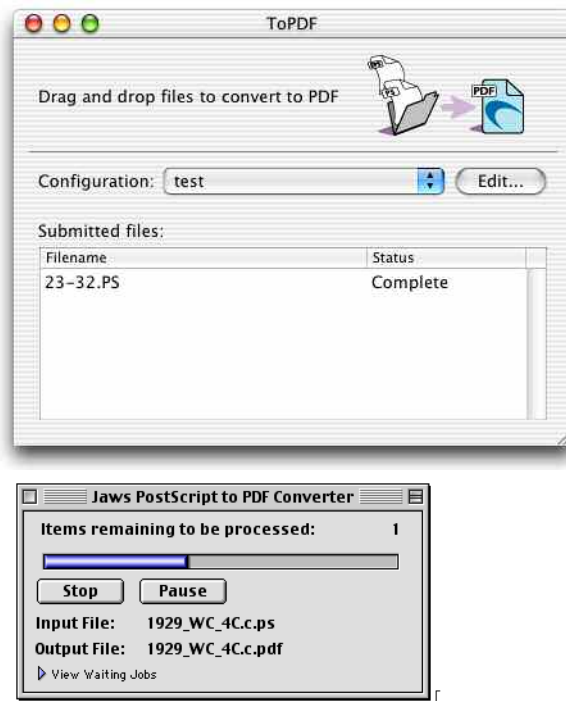 ToPDF
Drag and drop files to convert to PDF
PDF
Configuration: test Edit...
Submitted files:
Filename Status
23-32.PS Complete
Jaws PostScript to PDF Converter
Items remaining to be processed: 1
Stop Pause
Input File: 1929_WC_4C.c.ps
Output File: 1929_WC_4C.c.pdf
View Waiting Jobs